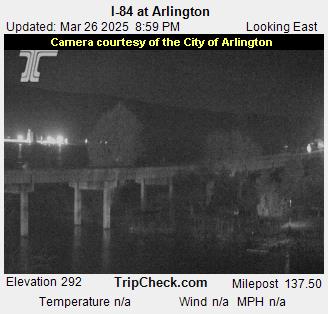 I-84 at Arlington
Updated: Mar 26 2025 8:59 PM Looking East
Camera courtesy of the City of Arlington
Elevation 292 TripCheck.com Milepost 137.50
Temperature n/a Wind n/a MPH n/a